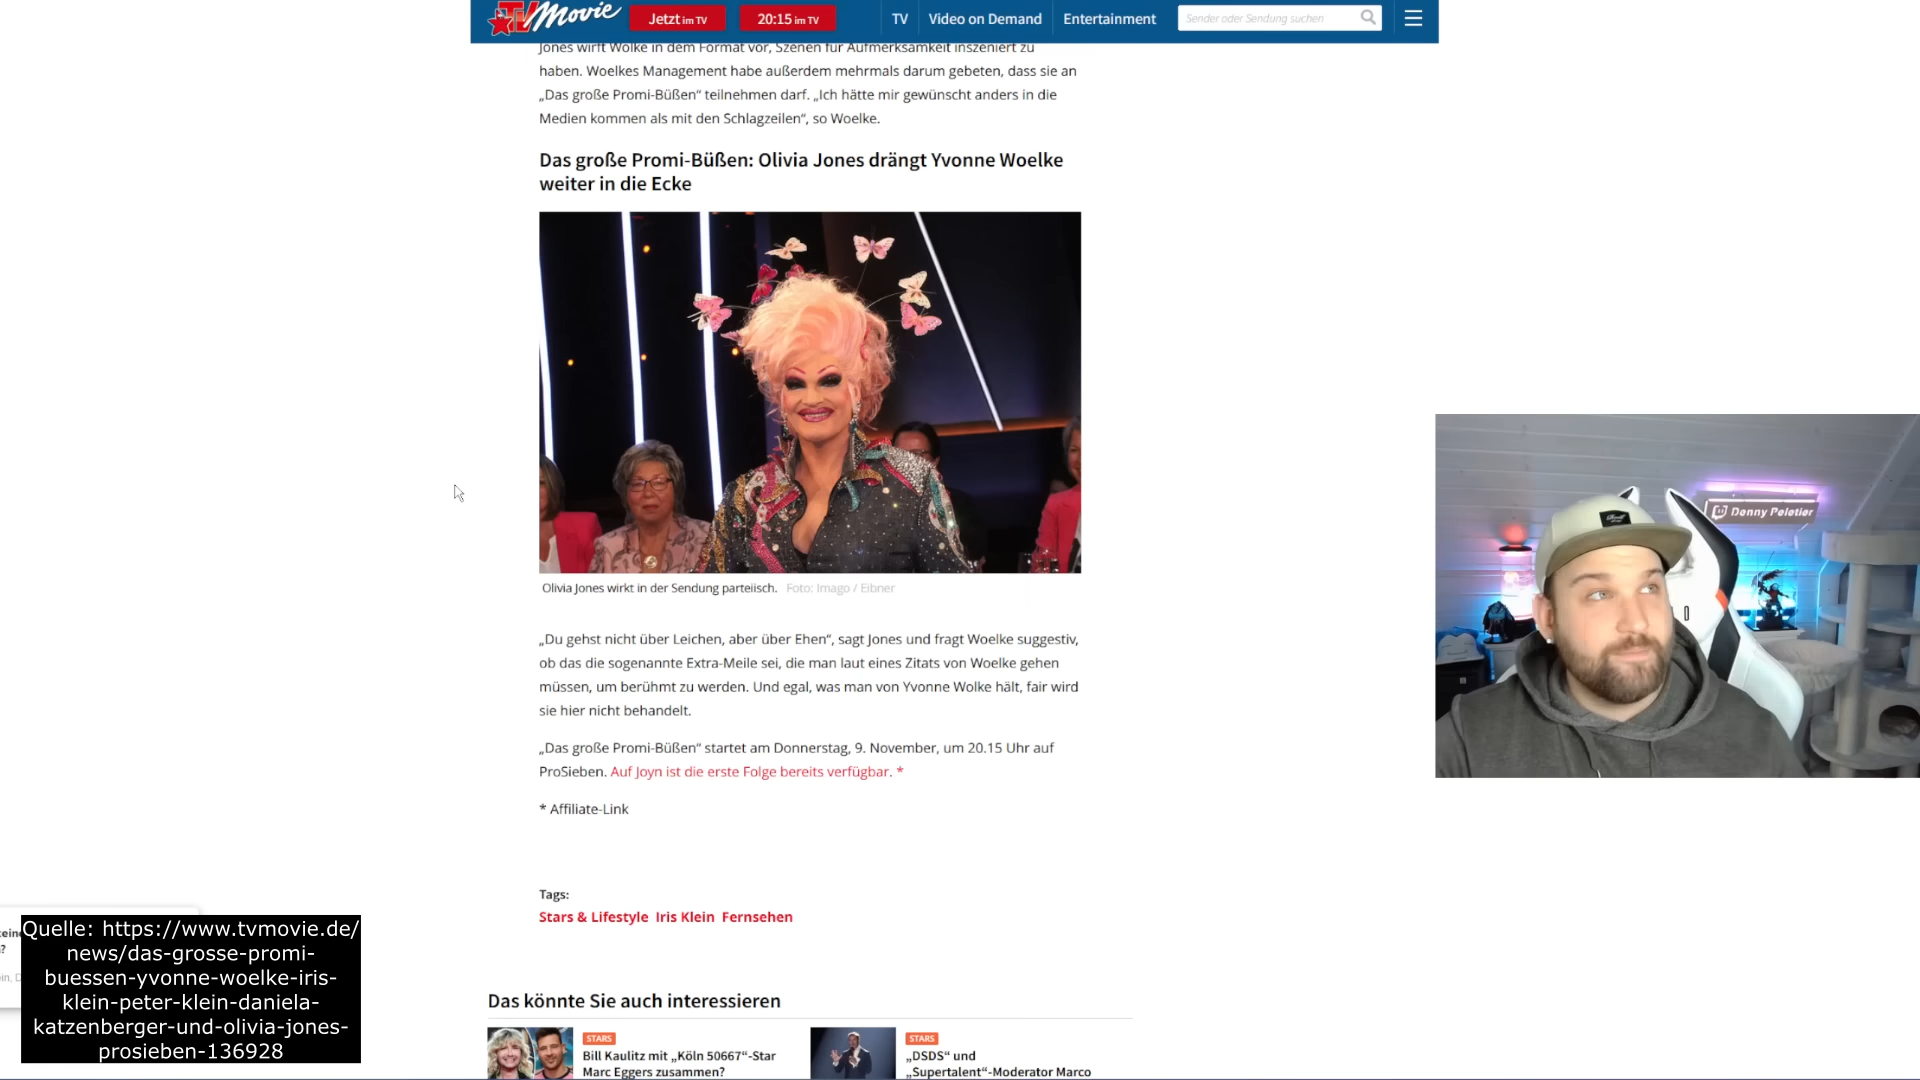 TV Movie
Jetzt im TV
20:15 im TV
TV
Video on Demand
Entertainment
Sender oder Sendung suchen
Jones wirft Wolke in dem Format vor, Szenen für Aufmerksamkeit inszeniert zu
haben. Woelkes Management habe außerdem mehrmals darum gebeten, dass sie an
„Das große Promi-Büßen“ teilnehmen darf. „Ich hätte mir gewünscht anders in die
Medien kommen als mit den Schlagzeilen“, so Woelke.
Das große Promi-Büßen: Olivia Jones drängt Yvonne Woelke
weiter in die Ecke
Olivia Jones wirkt in der Sendung parteiisch. Foto: Imago / Eibner
„Du gehst nicht über Leichen, aber über Ehen“, sagt Jones und fragt Woelke suggestiv,
ob das die sogenannte Extra-Meile sei, die man laut eines Zitats von Woelke gehen
müssen, um berühmt zu werden. Und egal, was man von Yvonne Wolke hält, fair wird
sie hier nicht behandelt.
„Das große Promi-Büßen“ startet am Donnerstag, 9. November, um 20.15 Uhr auf
ProSieben. Auf Joyn ist die erste Folge bereits verfügbar. *
* Affiliate-Link
Tags:
Stars & Lifestyle Iris Klein Fernsehen
Das könnte Sie auch interessieren
STARS
Bill Kaulitz mit „Köln 50667“-Star
Marc Eggers zusammen?
STARS
„DSDS“ und
„Supertalent“-Moderator Marco
Donny Peletier
Quelle: https://www.tvmovie.de/
news/das-grosse-promi-
buessen-yvonne-woelke-iris-
klein-peter-klein-daniela-
katzenberger-und-olivia-jones-
prosieben-136928